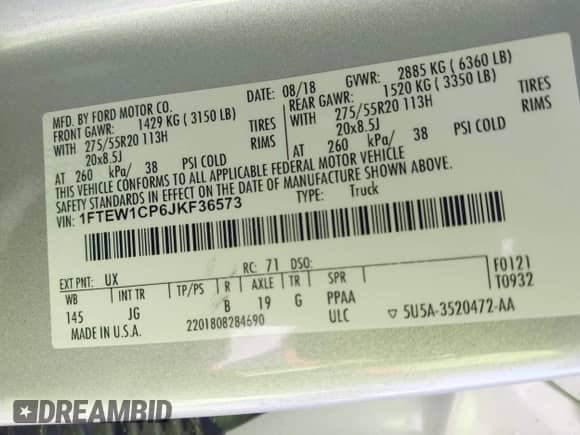 MFD. BY FORD MOTOR CO.
DATE: 08/18 GVWR: 2885 KG ( 6360 LB)
FRONT GAWR: 1429 KG ( 3150 LB) REAR GAWR: 1520 KG ( 3350 LB)
WITH 275/55R20 113H TIRES WITH 275/55R20 113H TIRES
20x8.5J RIMS 20x8.5J RIMS
AT 260 kPa/ 38 PSI COLD AT 260 kPa/ 38 PSI COLD
THIS VEHICLE CONFORMS TO ALL APPLICABLE FEDERAL MOTOR VEHICLE
SAFETY STANDARDS IN EFFECT ON THE DATE OF MANUFACTURE SHOWN ABOVE.
VIN: 1FTEW1CP6JKF36573 TYPE: Truck
F0121
T0932
EXT PNT: UX RC: 71 DSO:
WB INT TR TP/PS R AXLE TR SPR
145 JG B 19 G PPAA
MADE IN U.S.A. 2201808284690 ULC ▽ 5U5A-3520472-AA
DREAMBID